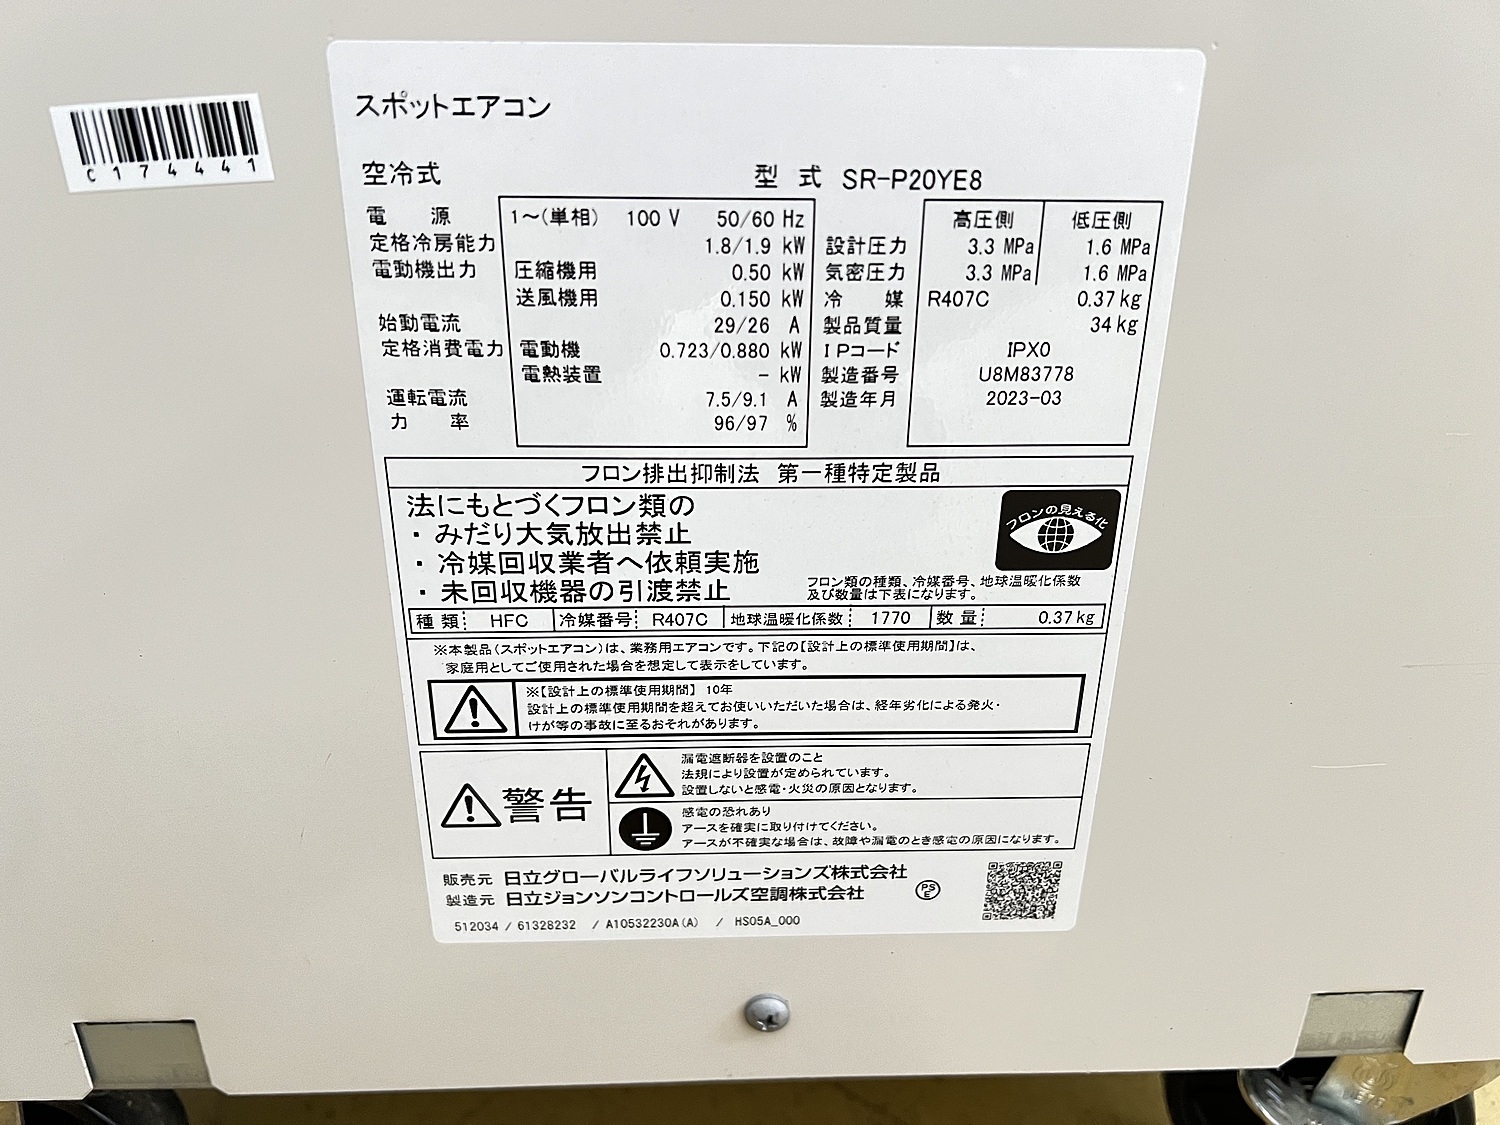 C174441
スポットエアコン
空冷式 型式 SR-P20YE8
電源 1～(単相) 100 V 50/60 Hz
定格冷房能力 1.8/1.9 kW
電動機出力 圧縮機用 0.50 kW
送風機用 0.150 kW
始動電流 29/26 A
定格消費電力 電動機 0.723/0.880 kW
電熱装置 － kW
運転電流 7.5/9.1 A
力率 96/97 %
高圧側 低圧側
設計圧力 3.3 MPa 1.6 MPa
気密圧力 3.3 MPa 1.6 MPa
冷媒 R407C 0.37kg
製品質量 34kg
IPコード IPX0
製造番号 U8M83778
製造年月 2023-03
フロン排出抑制法 第一種特定製品
法にもとづくフロン類の
・みだり大気放出禁止
・冷媒回収業者へ依頼実施
・未回収機器の引渡禁止
フロンの見える化
フロン類の種類、冷媒番号、地球温暖化係数
及び数量は下表になります。
種類: HFC 冷媒番号: R407C 地球温暖化係数: 1770 数量: 0.37kg
※本製品(スポットエアコン)は、業務用エアコンです。下記の【設計上の標準使用期間】は、
家庭用としてご使用された場合を想定して表示をしています。
※【設計上の標準使用期間】 10年
設計上の標準使用期間を超えてお使いいただいた場合は、経年劣化による発火・
けが等の事故に至るおそれがあります。
警告
漏電遮断器を設置のこと
法規により設置が定められています。
設置しないと感電・火災の原因となります。
感電の恐れあり
アースを確実に取り付けてください。
アースが不確実な場合は、故障や漏電のとき感電の原因になります。
販売元 日立グローバルライフソリューションズ株式会社
製造元 日立ジョンソンコントロールズ空調株式会社
PSE
512034 / 61328232 / A10532230A(A) / HS05A_000